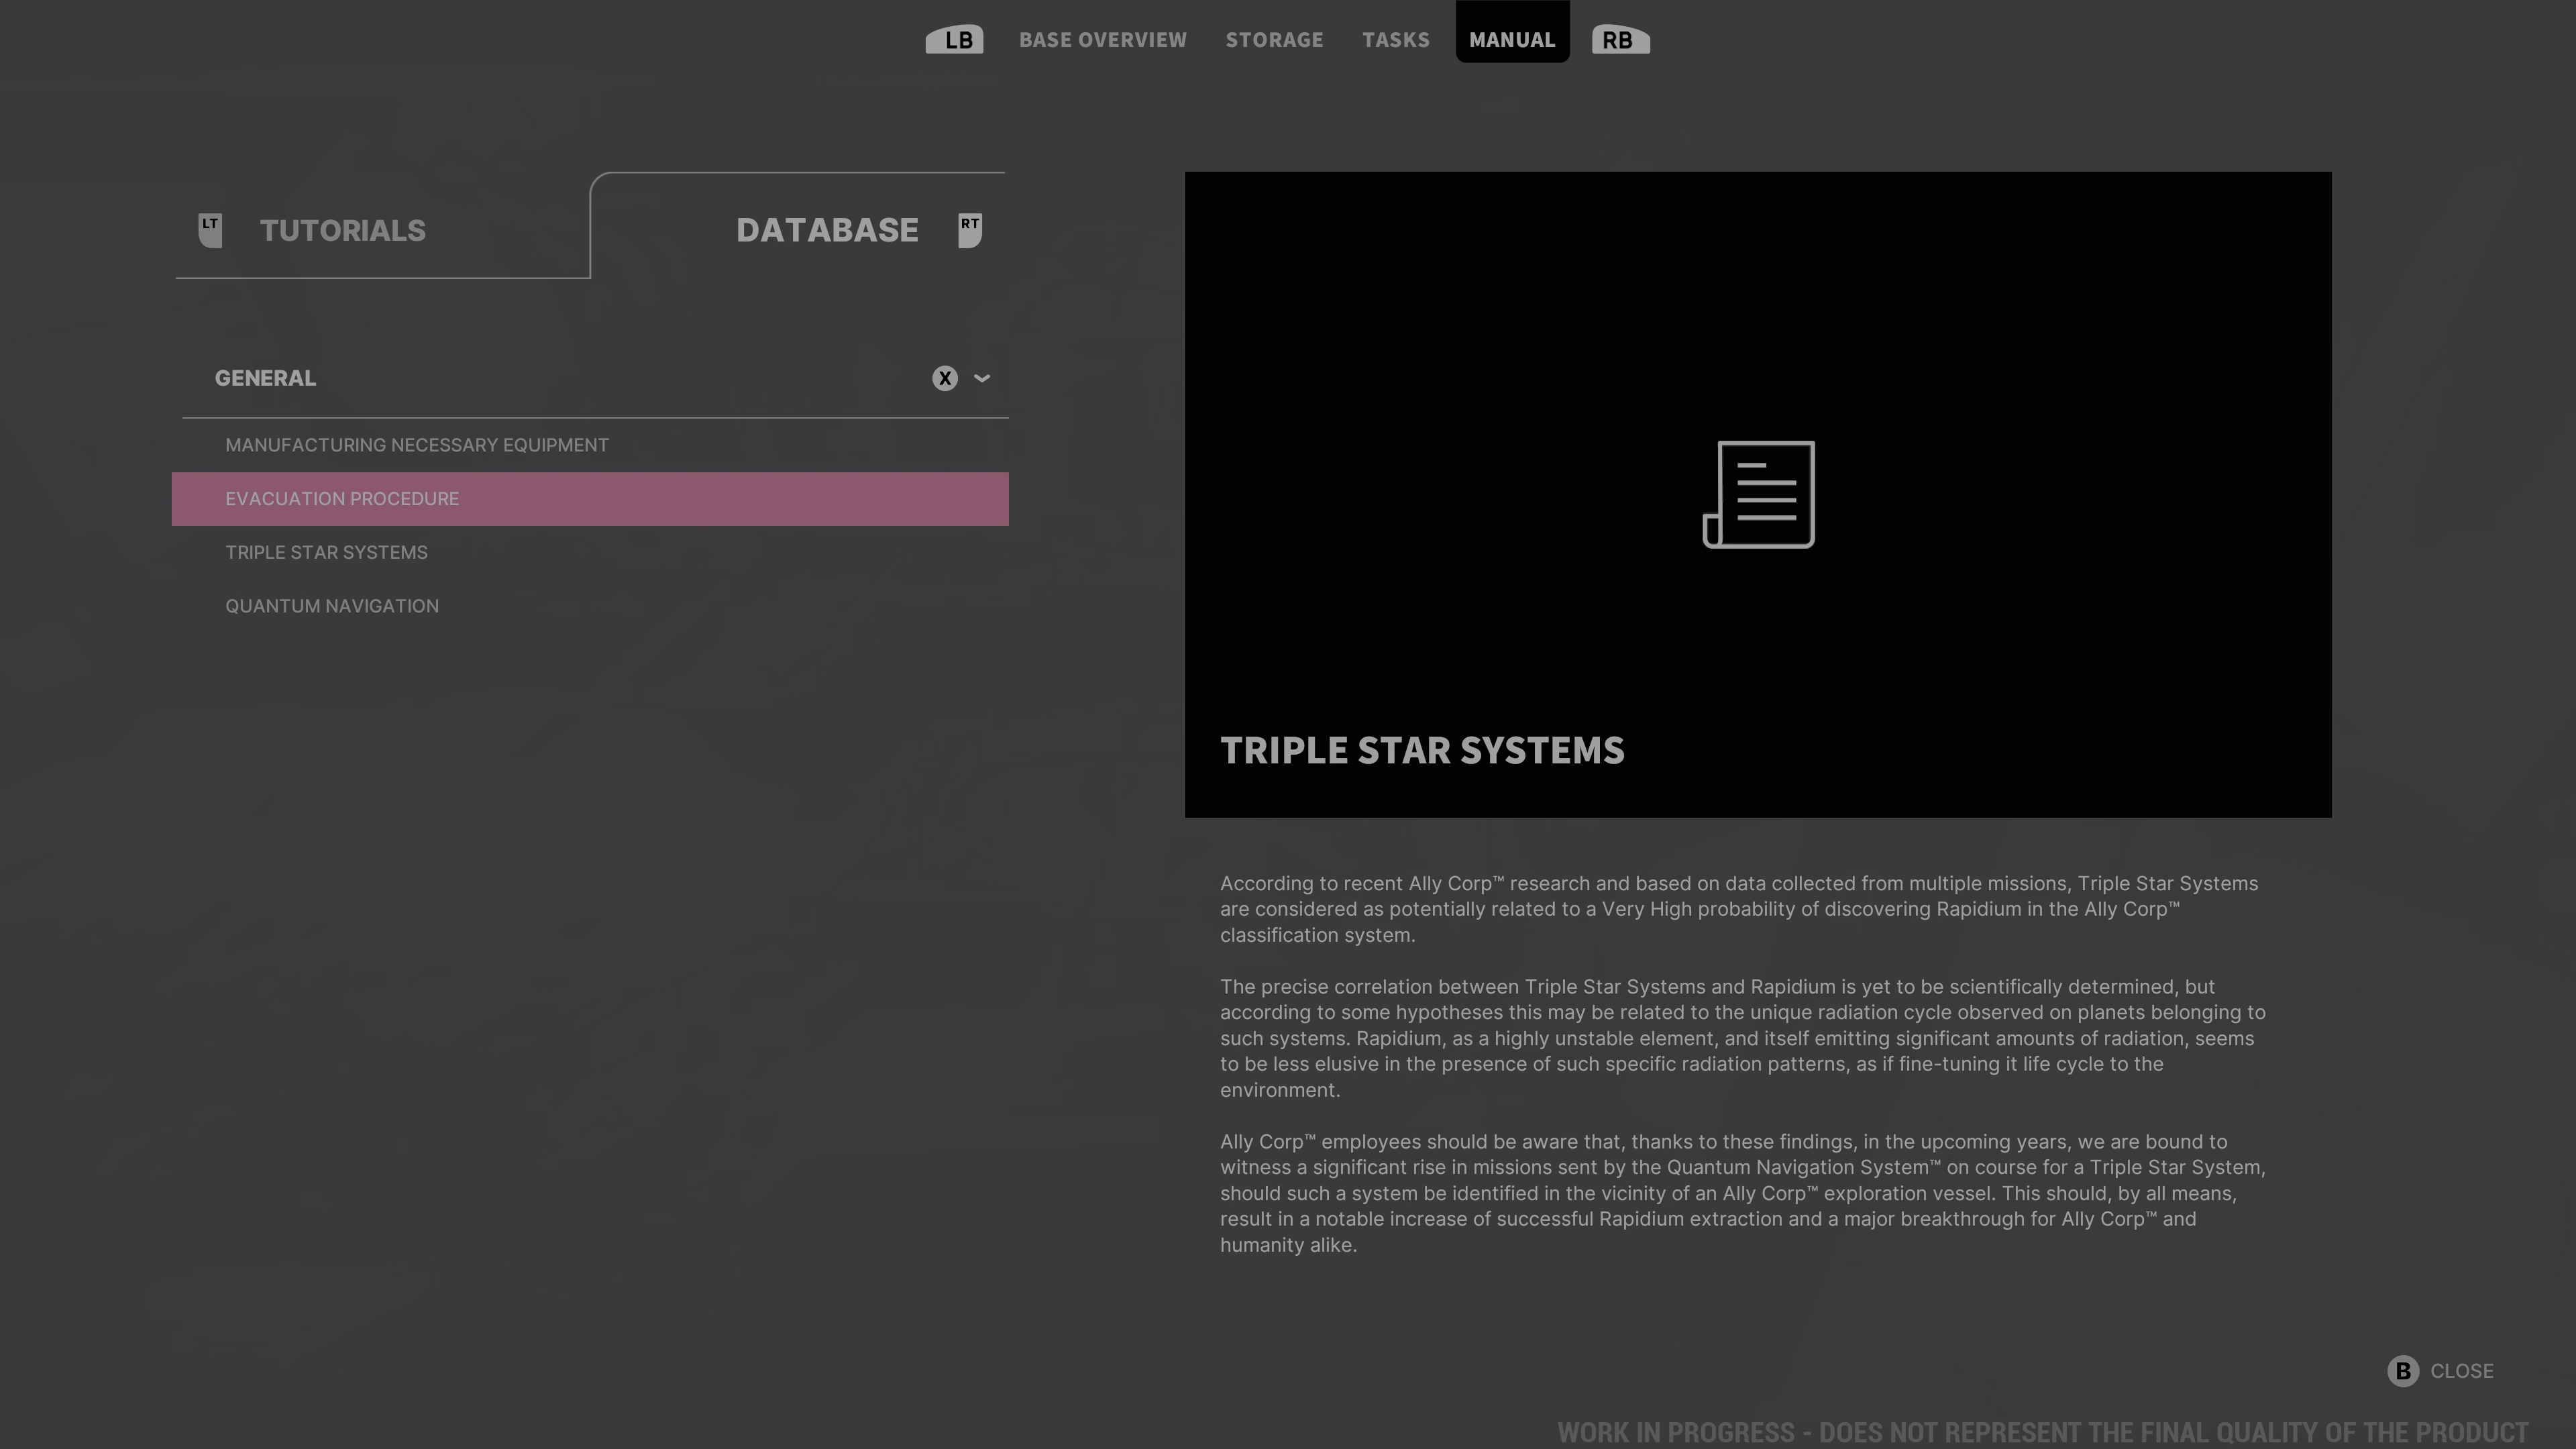 LB BASE OVERVIEW STORAGE TASKS MANUAL RB
LT TUTORIALS DATABASE RT
GENERAL X
MANUFACTURING NECESSARY EQUIPMENT
EVACUATION PROCEDURE
TRIPLE STAR SYSTEMS
QUANTUM NAVIGATION
TRIPLE STAR SYSTEMS
According to recent Ally Corp™ research and based on data collected from multiple missions, Triple Star Systems
are considered as potentially related to a Very High probability of discovering Rapidium in the Ally Corp™
classification system.
The precise correlation between Triple Star Systems and Rapidium is yet to be scientifically determined, but
according to some hypotheses this may be related to the unique radiation cycle observed on planets belonging to
such systems. Rapidium, as a highly unstable element, and itself emitting significant amounts of radiation, seems
to be less elusive in the presence of such specific radiation patterns, as if fine-tuning it life cycle to the
environment.
Ally Corp™ employees should be aware that, thanks to these findings, in the upcoming years, we are bound to
witness a significant rise in missions sent by the Quantum Navigation System™ on course for a Triple Star System,
should such a system be identified in the vicinity of an Ally Corp™ exploration vessel. This should, by all means,
result in a notable increase of successful Rapidium extraction and a major breakthrough for Ally Corp™ and
humanity alike.
B CLOSE
WORK IN PROGRESS - DOES NOT REPRESENT THE FINAL QUALITY OF THE PRODUCT